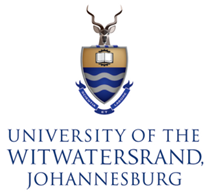 UNIVERSITY OF THE
WITWATERSRAND,
JOHANNESBURG